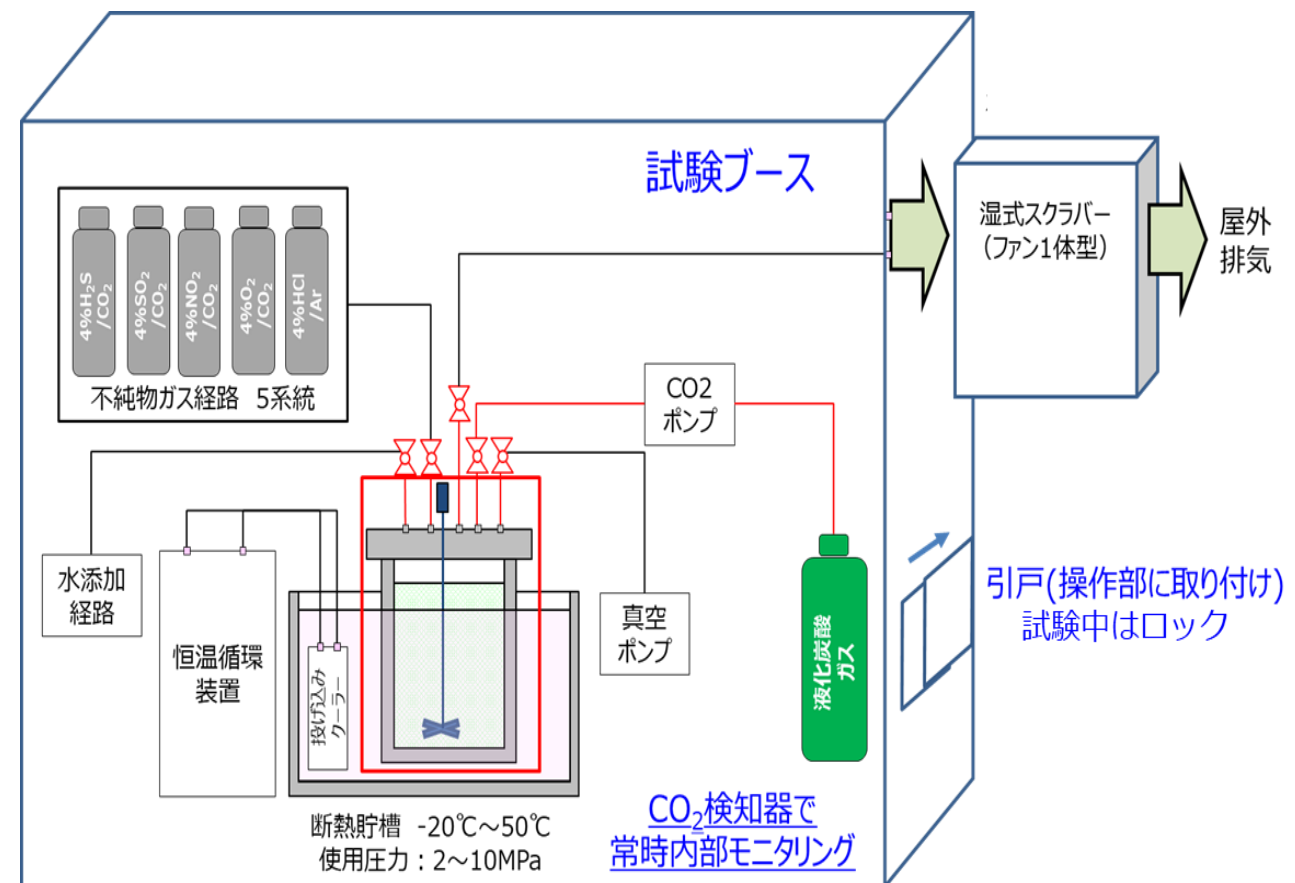 試験ブース
湿式スクラバー
（ファン1体型）
屋外
排気
4%H₂S
/CO₂
4%SO₂
/CO₂
4%NO₂
/CO₂
4%O₂
/CO₂
4%HCl
/Ar
不純物ガス経路　5系統
CO2
ポンプ
水添加
経路
恒温循環
装置
投げ込み
クーラー
真空
ポンプ
液化炭酸
ガス
引戸(操作部に取り付け)
試験中はロック
断熱貯槽 -20℃～50℃
使用圧力：2～10MPa
CO₂検知器で
常時内部モニタリング